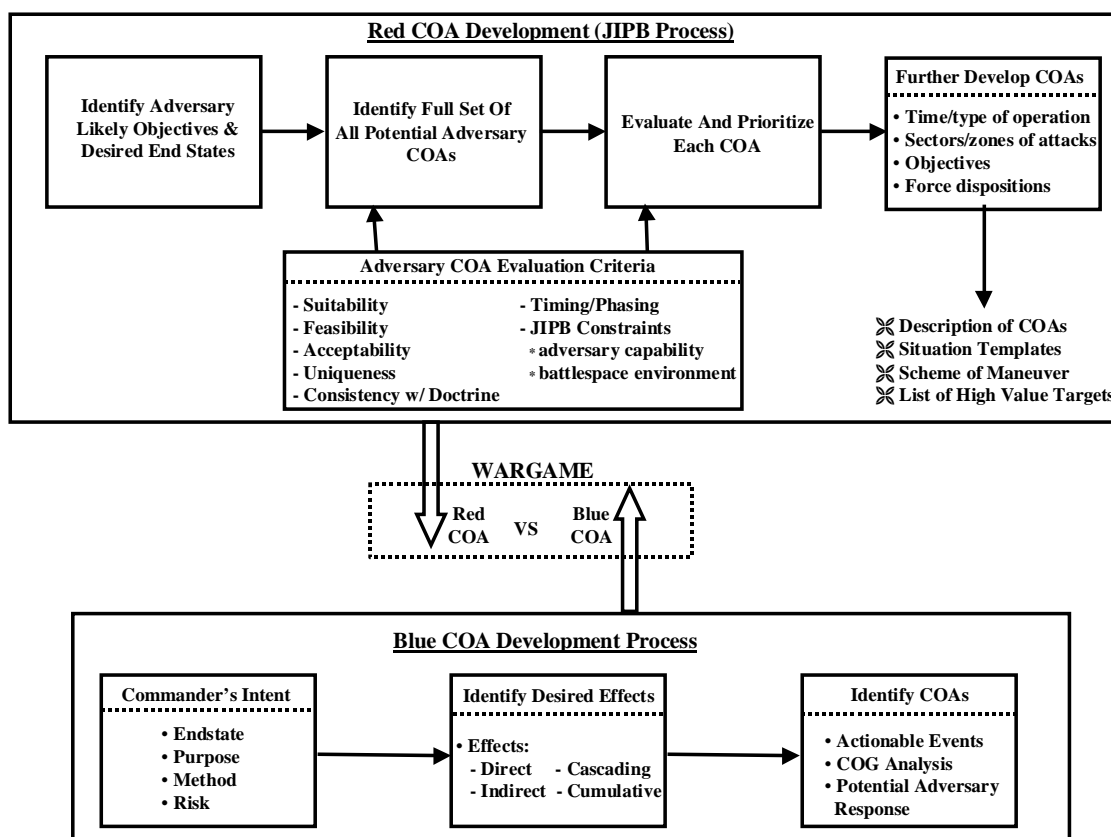 Red COA Development (JIPB Process)
Identify Adversary
Likely Objectives &
Desired End States
Identify Full Set Of
All Potential Adversary
COAs
Evaluate And Prioritize
Each COA
Further Develop COAs
• Time/type of operation
• Sectors/zones of attacks
• Objectives
• Force dispositions
Adversary COA Evaluation Criteria
- Suitability
- Feasibility
- Acceptability
- Uniqueness
- Consistency w/ Doctrine
- Timing/Phasing
- JIPB Constraints
* adversary capability
* battlespace environment
Description of COAs
Situation Templates
Scheme of Maneuver
List of High Value Targets
WARGAME
Red
COA
VS
Blue
COA
Blue COA Development Process
Commander's Intent
• Endstate
• Purpose
• Method
• Risk
Identify Desired Effects
• Effects:
- Direct - Cascading
- Indirect - Cumulative
Identify COAs
• Actionable Events
• COG Analysis
• Potential Adversary
Response